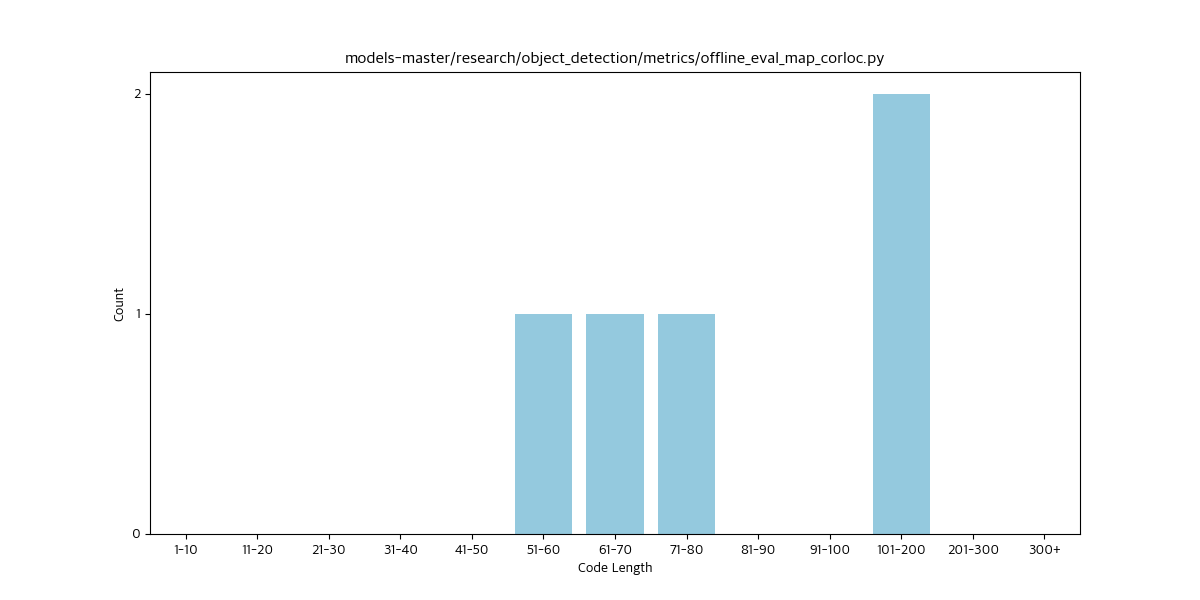 models-master/research/object_detection/metrics/offline_eval_map_corloc.py
2
1
0
Count
1-10 11-20 21-30 31-40 41-50 51-60 61-70 71-80 81-90 91-100 101-200 201-300 300+
Code Length